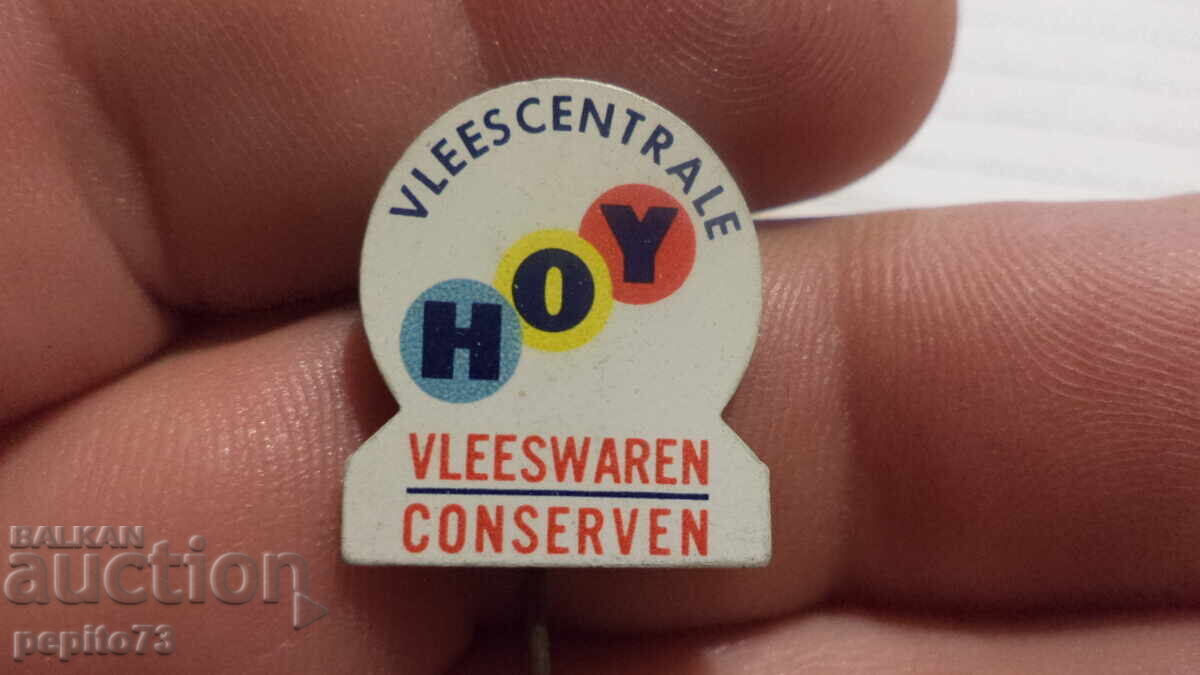 VLEESCENTRALE
HOY
VLEESWAREN
CONSERVEN
BALKAN
auction
pepito73